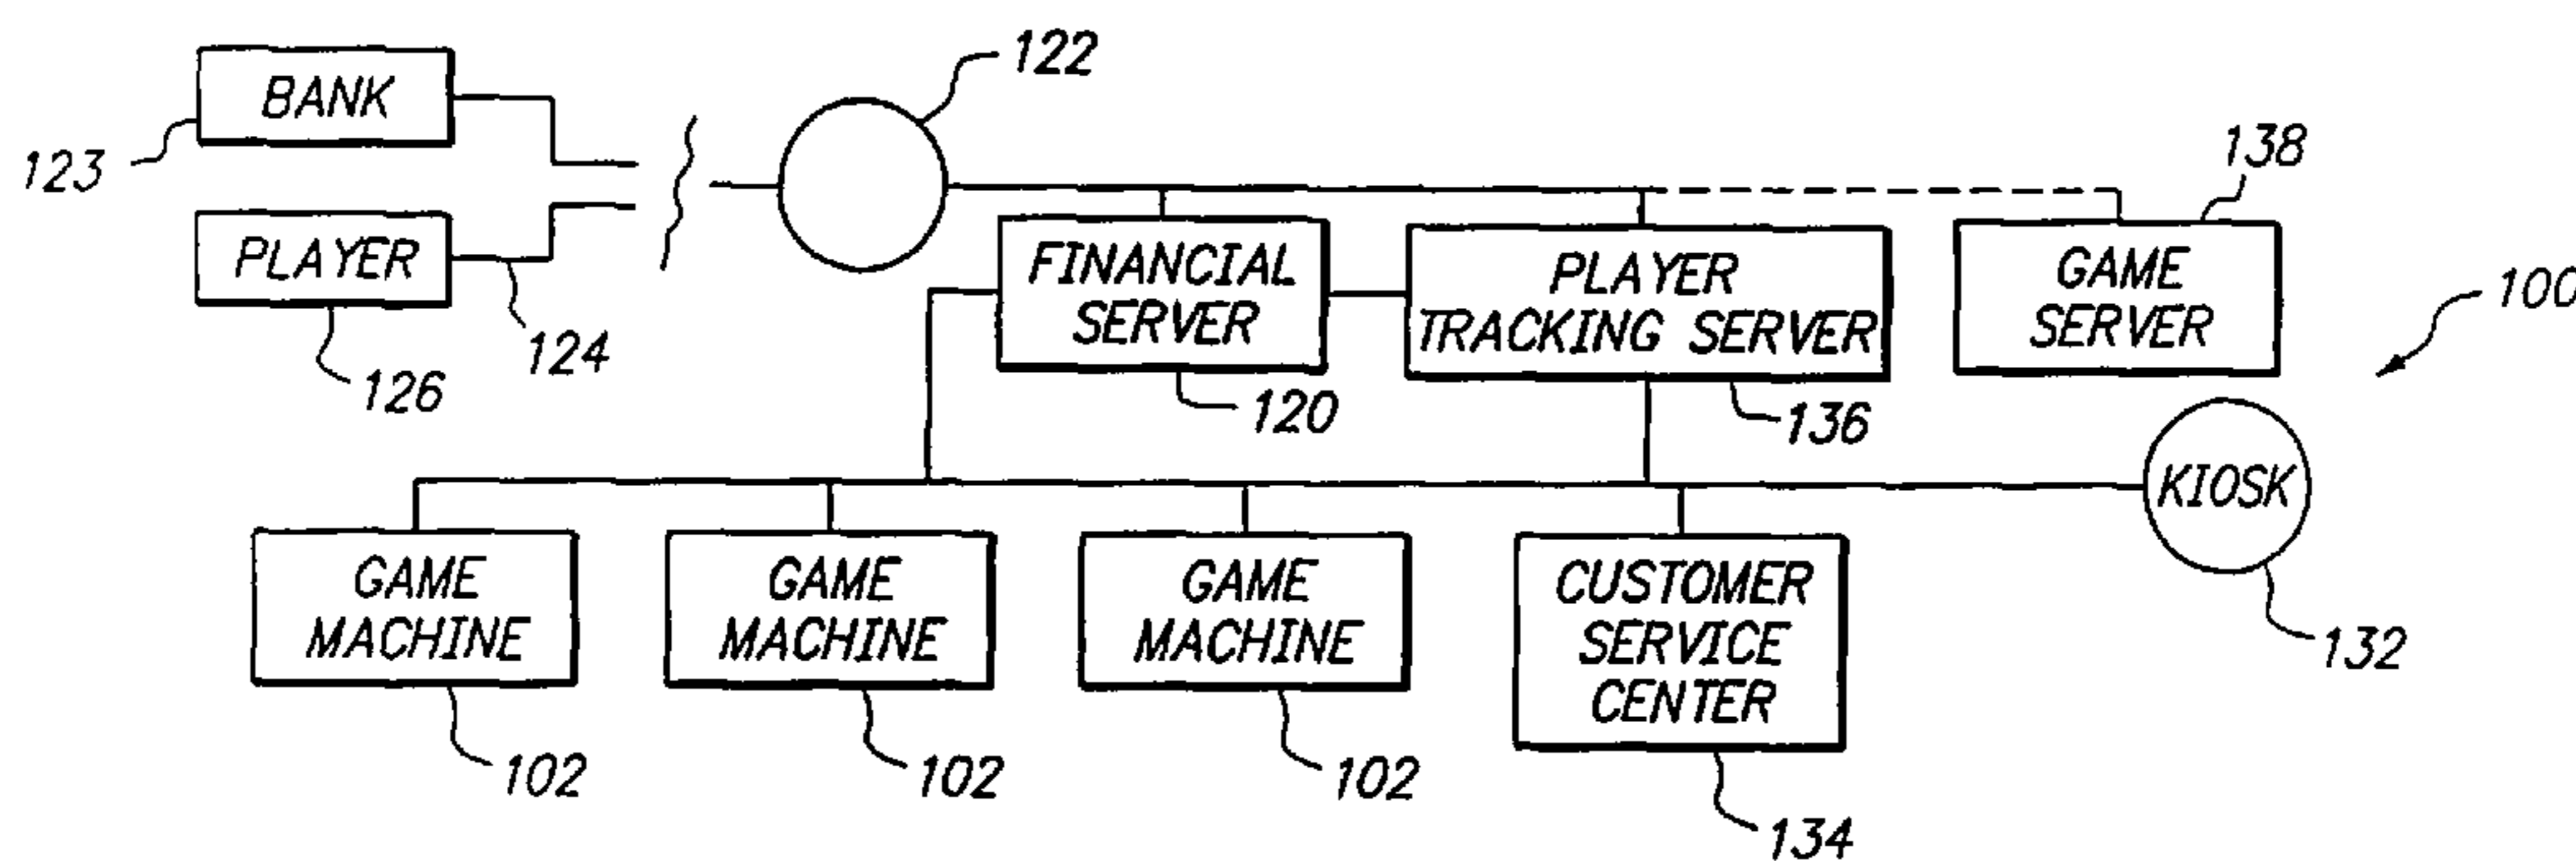 BANK
123
PLAYER
124
126
122
FINANCIAL
SERVER
120
PLAYER
TRACKING SERVER
136
138
GAME
SERVER
100
KIOSK
132
GAME
MACHINE
102
GAME
MACHINE
102
GAME
MACHINE
102
CUSTOMER
SERVICE
CENTER
134